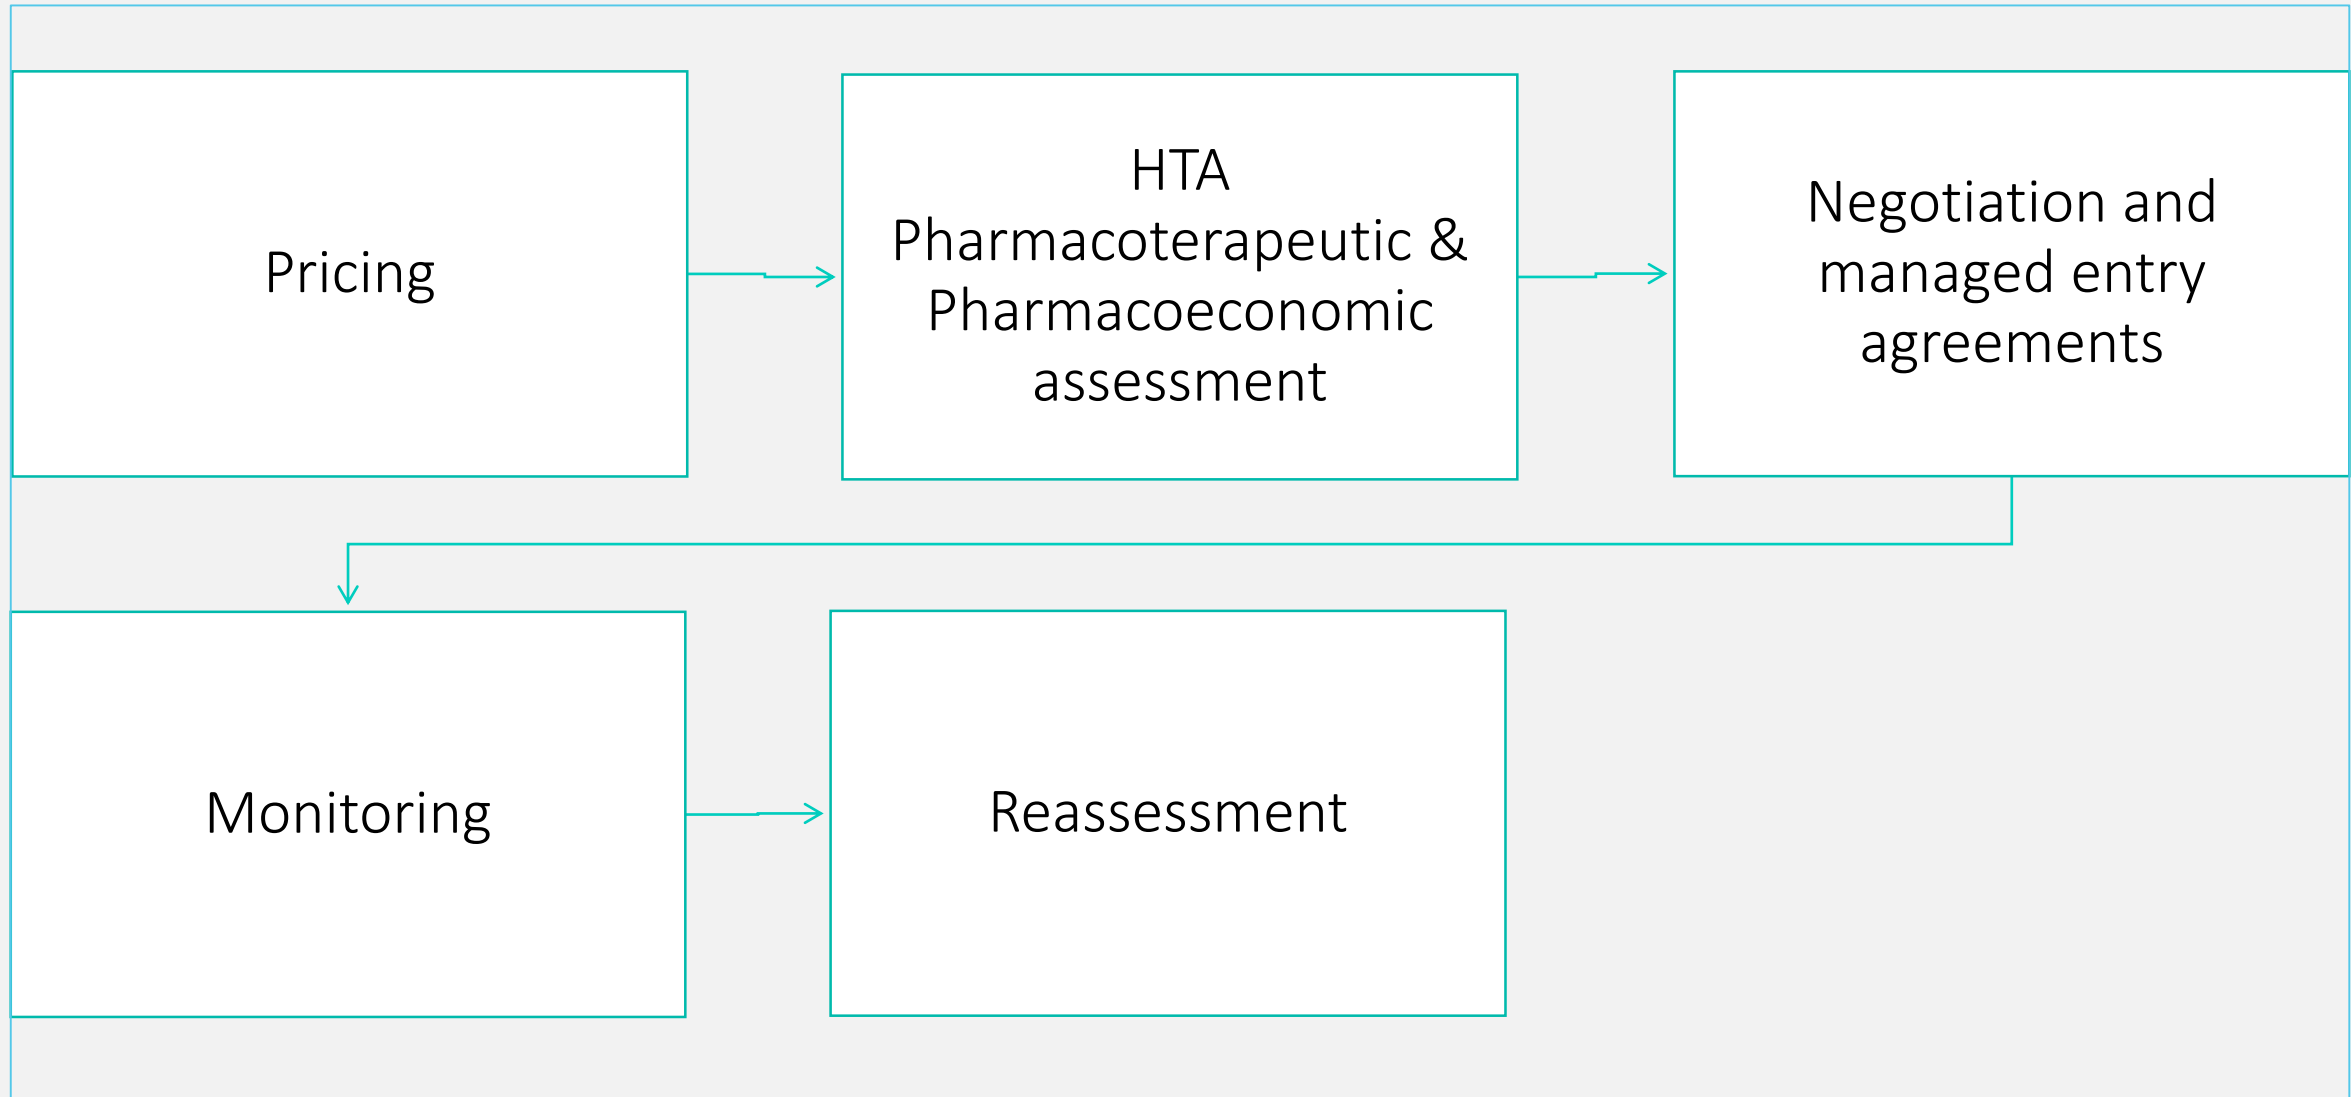 Pricing
HTA
Pharmacoterapeutic &
Pharmacoeconomic
assessment
Negotiation and
managed entry
agreements
Monitoring
Reassessment